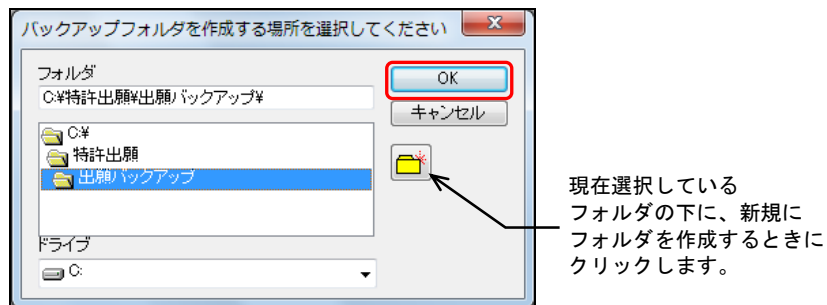 バックアップフォルダを作成する場所を選択してください
フォルダ
C:¥特許出願¥出願バックアップ¥
OK
キャンセル
C:¥
特許出願
出願バックアップ
現在選択している
フォルダの下に、新規に
フォルダを作成するときに
クリックします。
ドライブ
C: